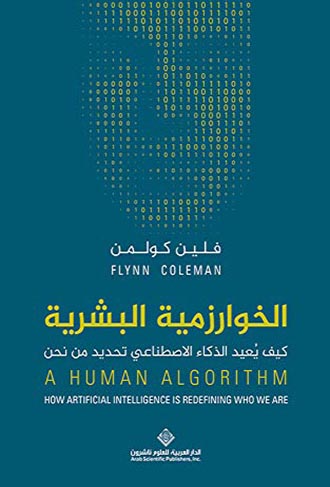 فلين كولمن
FLYNN COLEMAN
الخوارزمية البشرية
كيف يُعيد الذكاء الاصطناعي تحديد من نحن
A HUMAN ALGORITHM
HOW ARTIFICIAL INTELLIGENCE IS REDEFINING WHO WE ARE
الدار العربية للعلوم ناشرون
Arab Scientific Publishers, Inc.